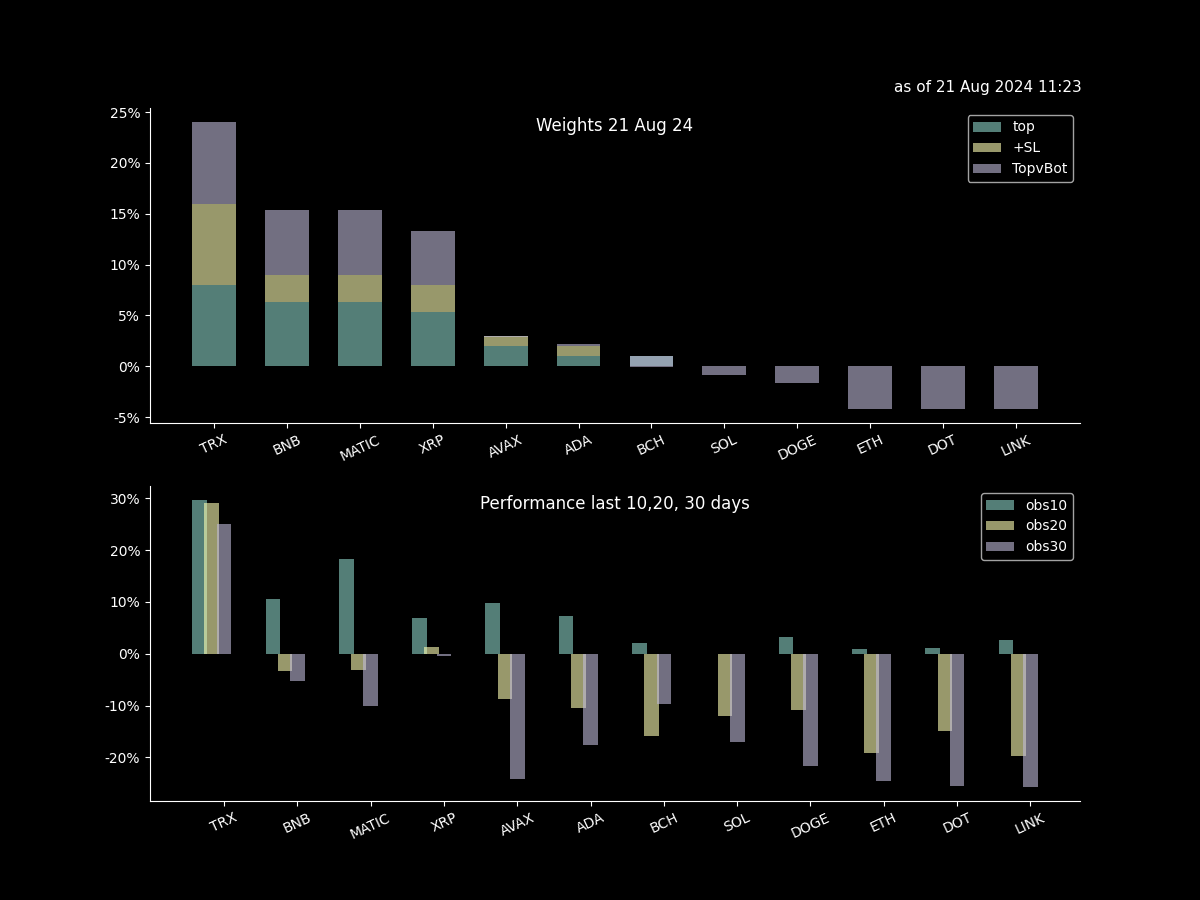 as of 21 Aug 2024 11:23
Weights 21 Aug 24
top
+SL
TopvBot
25%
20%
15%
10%
5%
0%
-5%
TRX BNB MATIC XRP AVAX ADA BCH SOL DOGE ETH DOT LINK
Performance last 10,20, 30 days
obs10
obs20
obs30
30%
20%
10%
0%
-10%
-20%
TRX BNB MATIC XRP AVAX ADA BCH SOL DOGE ETH DOT LINK